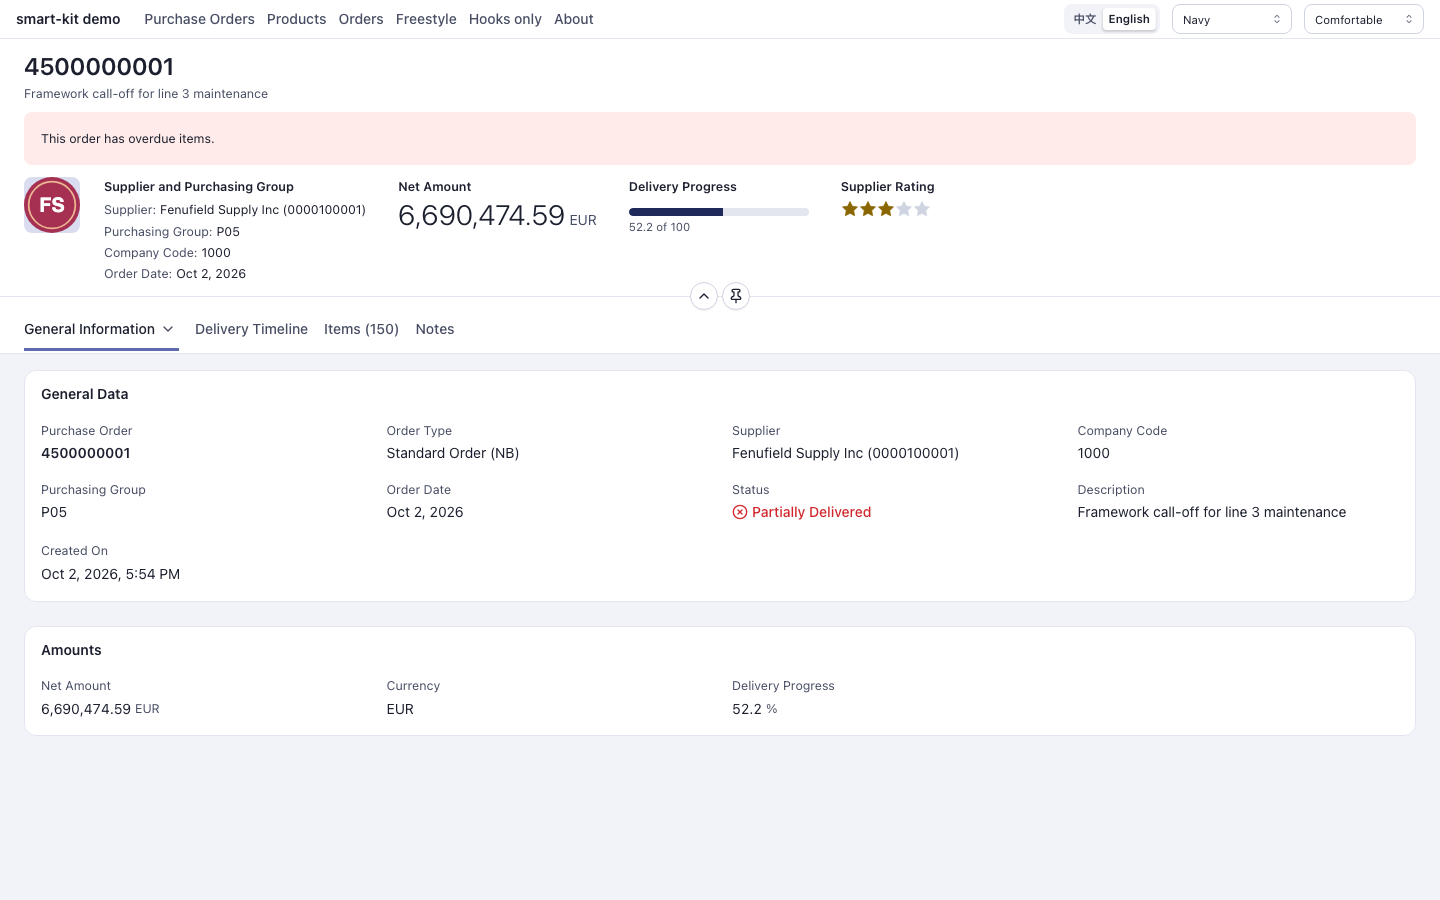 smart-kit demo Purchase Orders Products Orders Freestyle Hooks only About 中文 English Navy Comfortable
4500000001
Framework call-off for line 3 maintenance
This order has overdue items.
FS
Supplier and Purchasing Group
Supplier: Fenufield Supply Inc (0000100001)
Purchasing Group: P05
Company Code: 1000
Order Date: Oct 2, 2026
Net Amount
6,690,474.59 EUR
Delivery Progress
52.2 of 100
Supplier Rating
General Information Delivery Timeline Items (150) Notes
General Data
Purchase Order
4500000001
Order Type
Standard Order (NB)
Supplier
Fenufield Supply Inc (0000100001)
Company Code
1000
Purchasing Group
P05
Order Date
Oct 2, 2026
Status
Partially Delivered
Description
Framework call-off for line 3 maintenance
Created On
Oct 2, 2026, 5:54 PM
Amounts
Net Amount
6,690,474.59 EUR
Currency
EUR
Delivery Progress
52.2 %